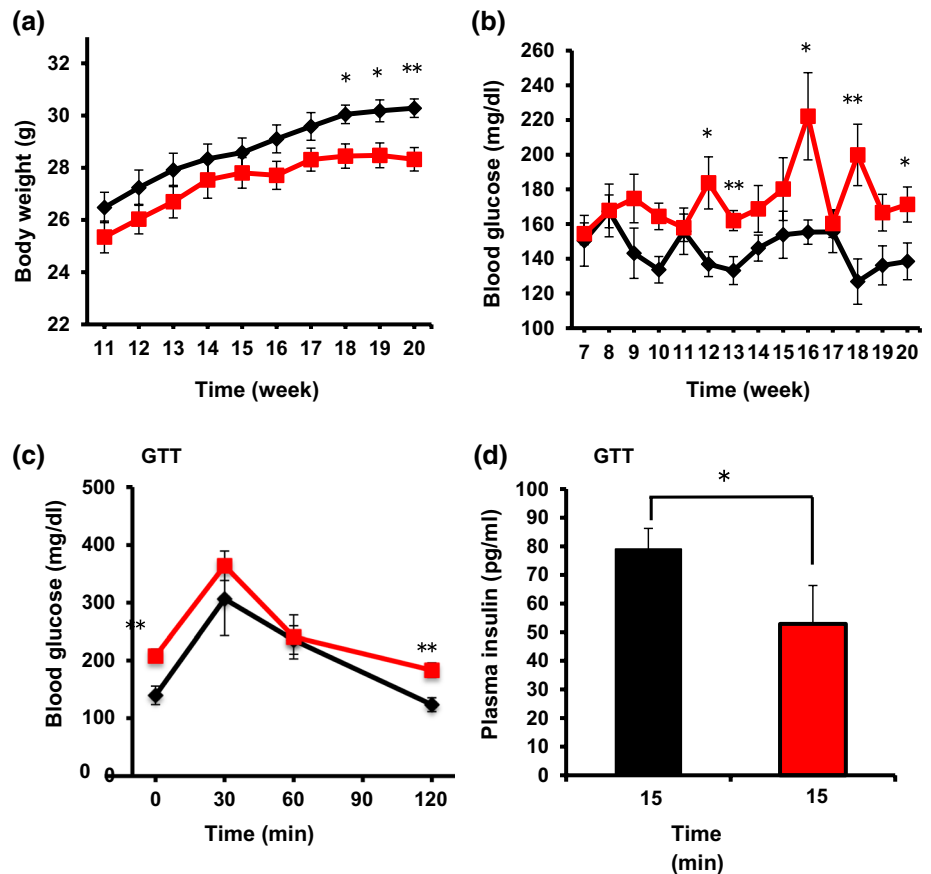 (a)
Body weight (g)
32
30
28
26
24
22
* * **
11 12 13 14 15 16 17 18 19 20
Time (week)
(b)
Blood glucose (mg/dl)
260
240
220
200
180
160
140
120
100
* ** * ** *
7 8 9 10 11 12 13 14 15 16 17 18 19 20
Time (week)
(c)
GTT
Blood glucose (mg/dl)
500
400
300
200
100
0 0
** **
0 30 60 90 120
Time (min)
(d)
GTT
Plasma insulin (pg/ml)
100
90
80
70
60
50
40
30
20
10
0
*
15 15
Time
(min)